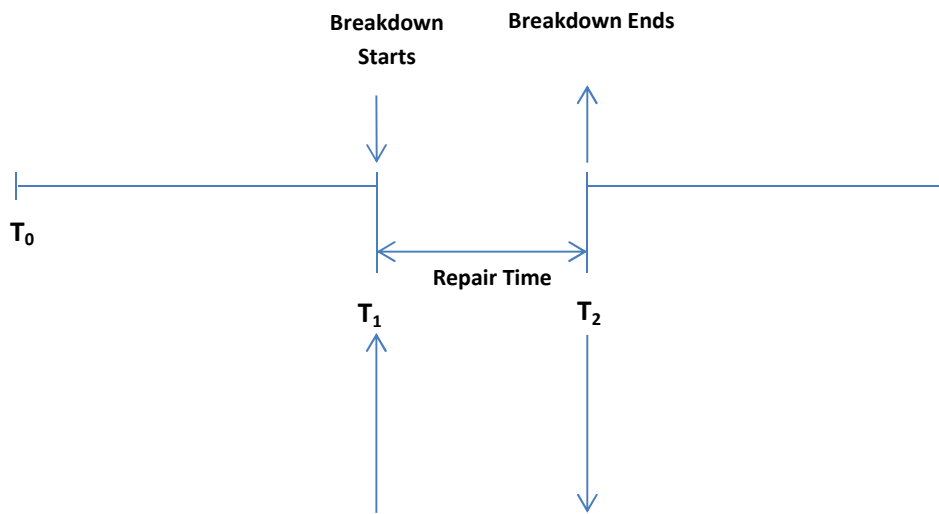 Breakdown
Starts
Breakdown Ends
T₀
Repair Time
T₁
T₂